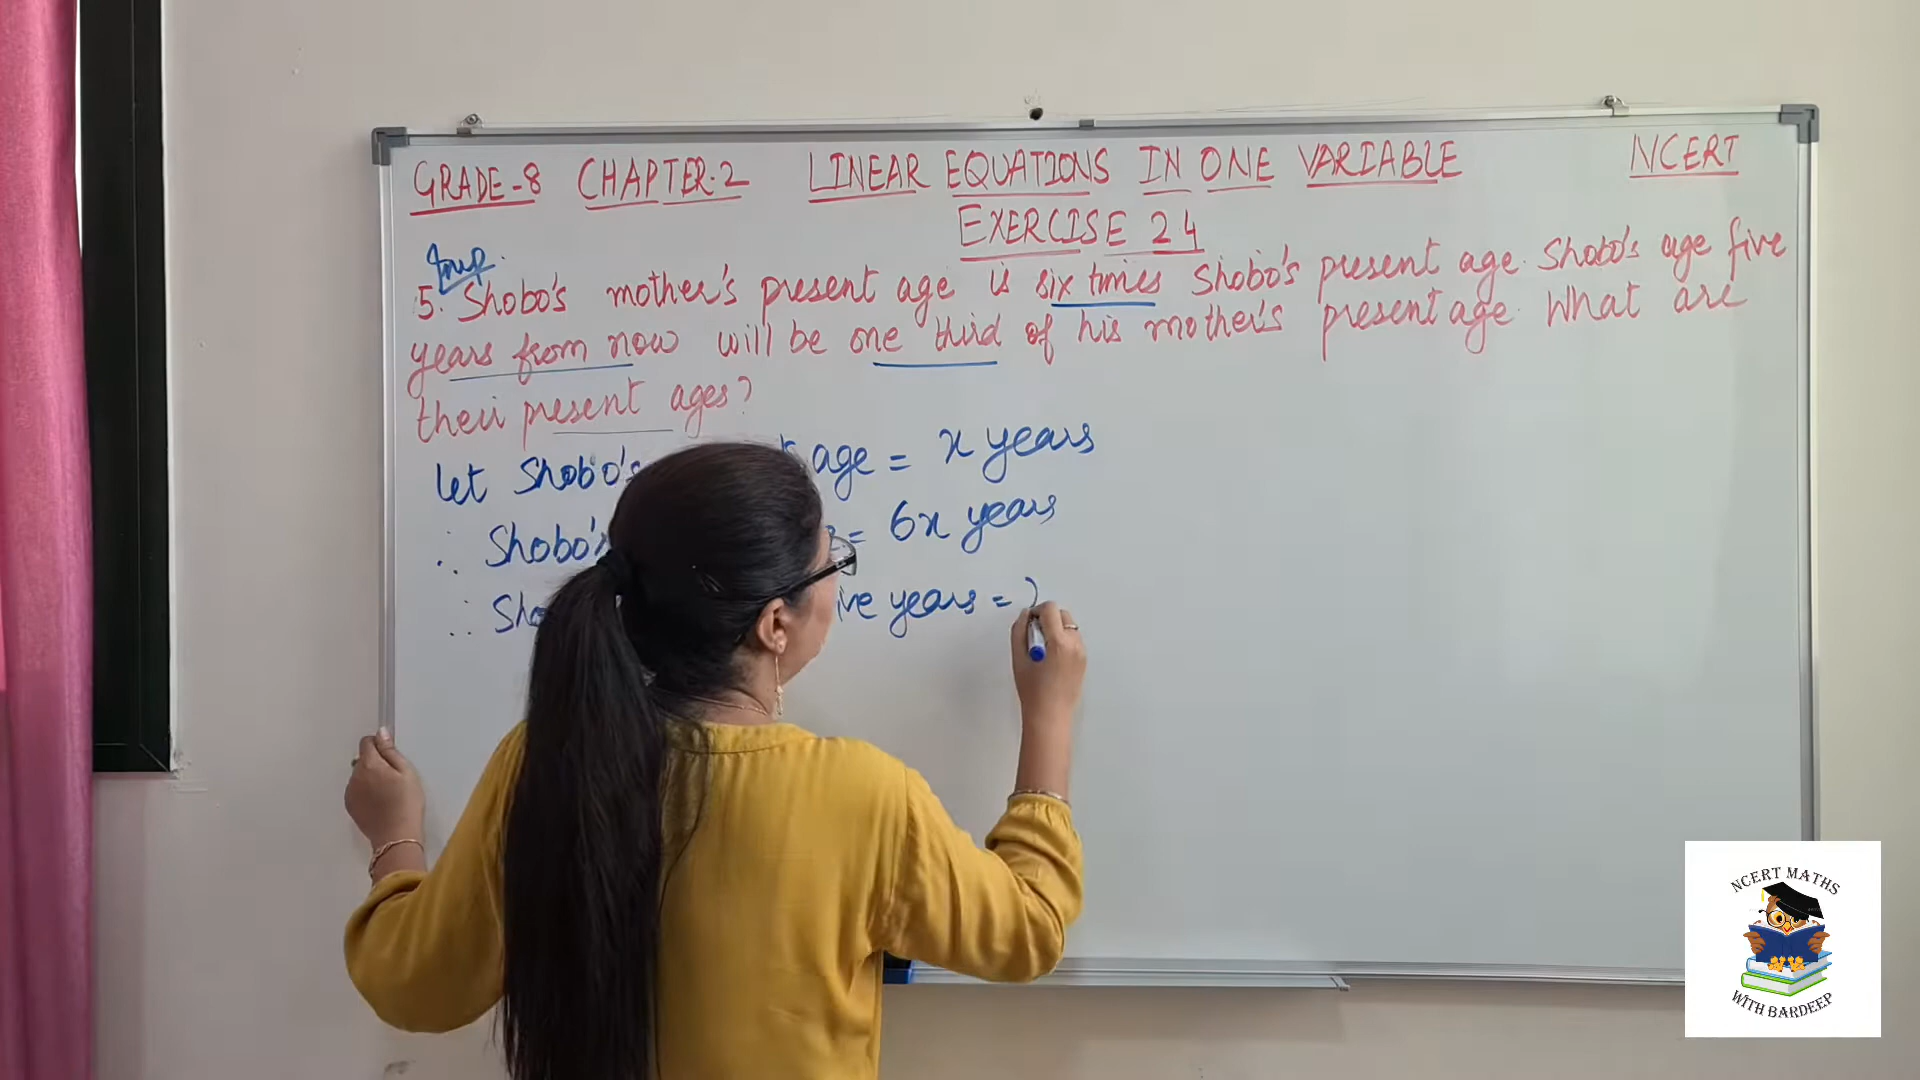 GRADE-8 CHAPTER-2 LINEAR EQUATIONS IN ONE VARIABLE NCERT
EXERCISE 2.4
Imp.
5. Shobo's mother's present age is six times Shobo's present age. Shobo's age five
years from now will be one third of his mother's present age. What are
their present ages?
let Shobo's age = x years
∴ Shobo's = 6x years
∴ years =
NCERT MATHS
WITH BARDEEP